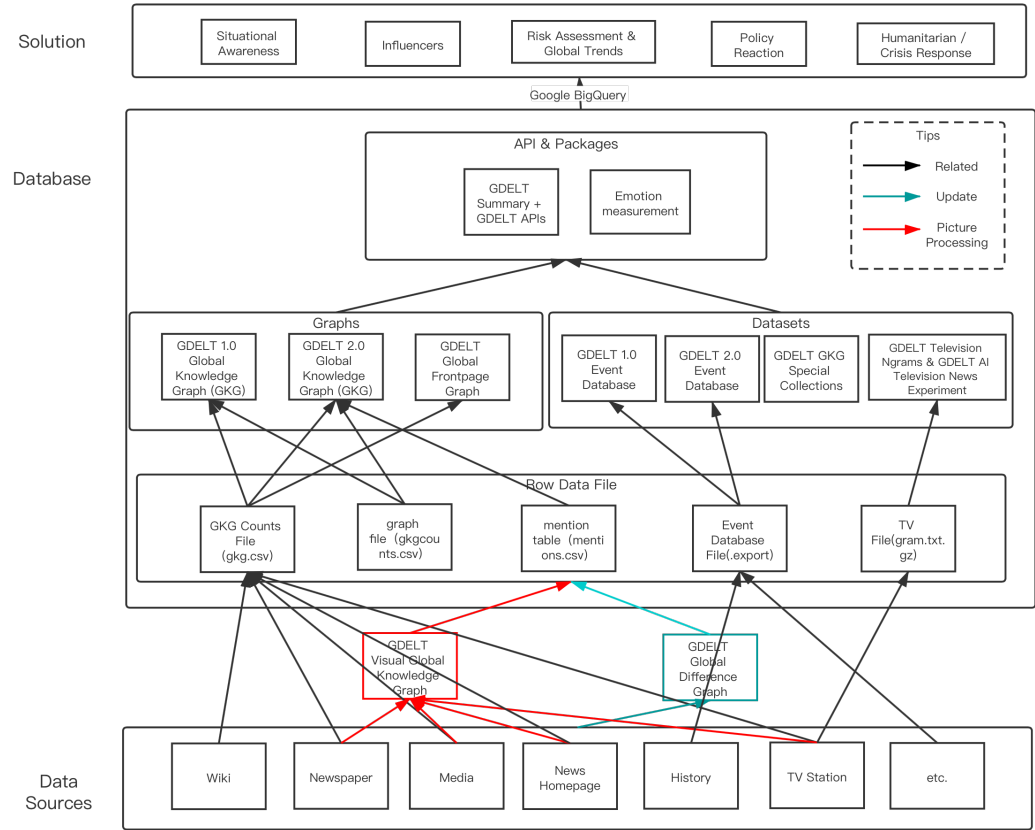 Solution
Situational
Awareness
Influencers
Risk Assessment &
Global Trends
Policy
Reaction
Humanitarian /
Crisis Response
Google BigQuery
Database
API & Packages
GDELT
Summary +
GDELT APIs
Emotion
measurement
Tips
Related
Update
Picture
Processing
Graphs
GDELT 1.0
Global
Knowledge
Graph (GKG)
GDELT 2.0
Global
Knowledge
Graph (GKG)
GDELT
Global
Frontpage
Graph
Datasets
GDELT 1.0
Event
Database
GDELT 2.0
Event
Database
GDELT GKG
Special
Collections
GDELT Television
Ngrams & GDELT AI
Television News
Experiment
Row Data File
GKG Counts
File
（gkg.csv）
graph
file（gkgcou
nts.csv）
mention
table（menti
ons.csv）
Event
Database
File(.export)
TV
File(gram.txt.
gz)
GDELT
Visual Global
Knowledge
Graph
GDELT
Global
Difference
Graph
Data
Sources
Wiki
Newspaper
Media
News
Homepage
History
TV Station
etc.